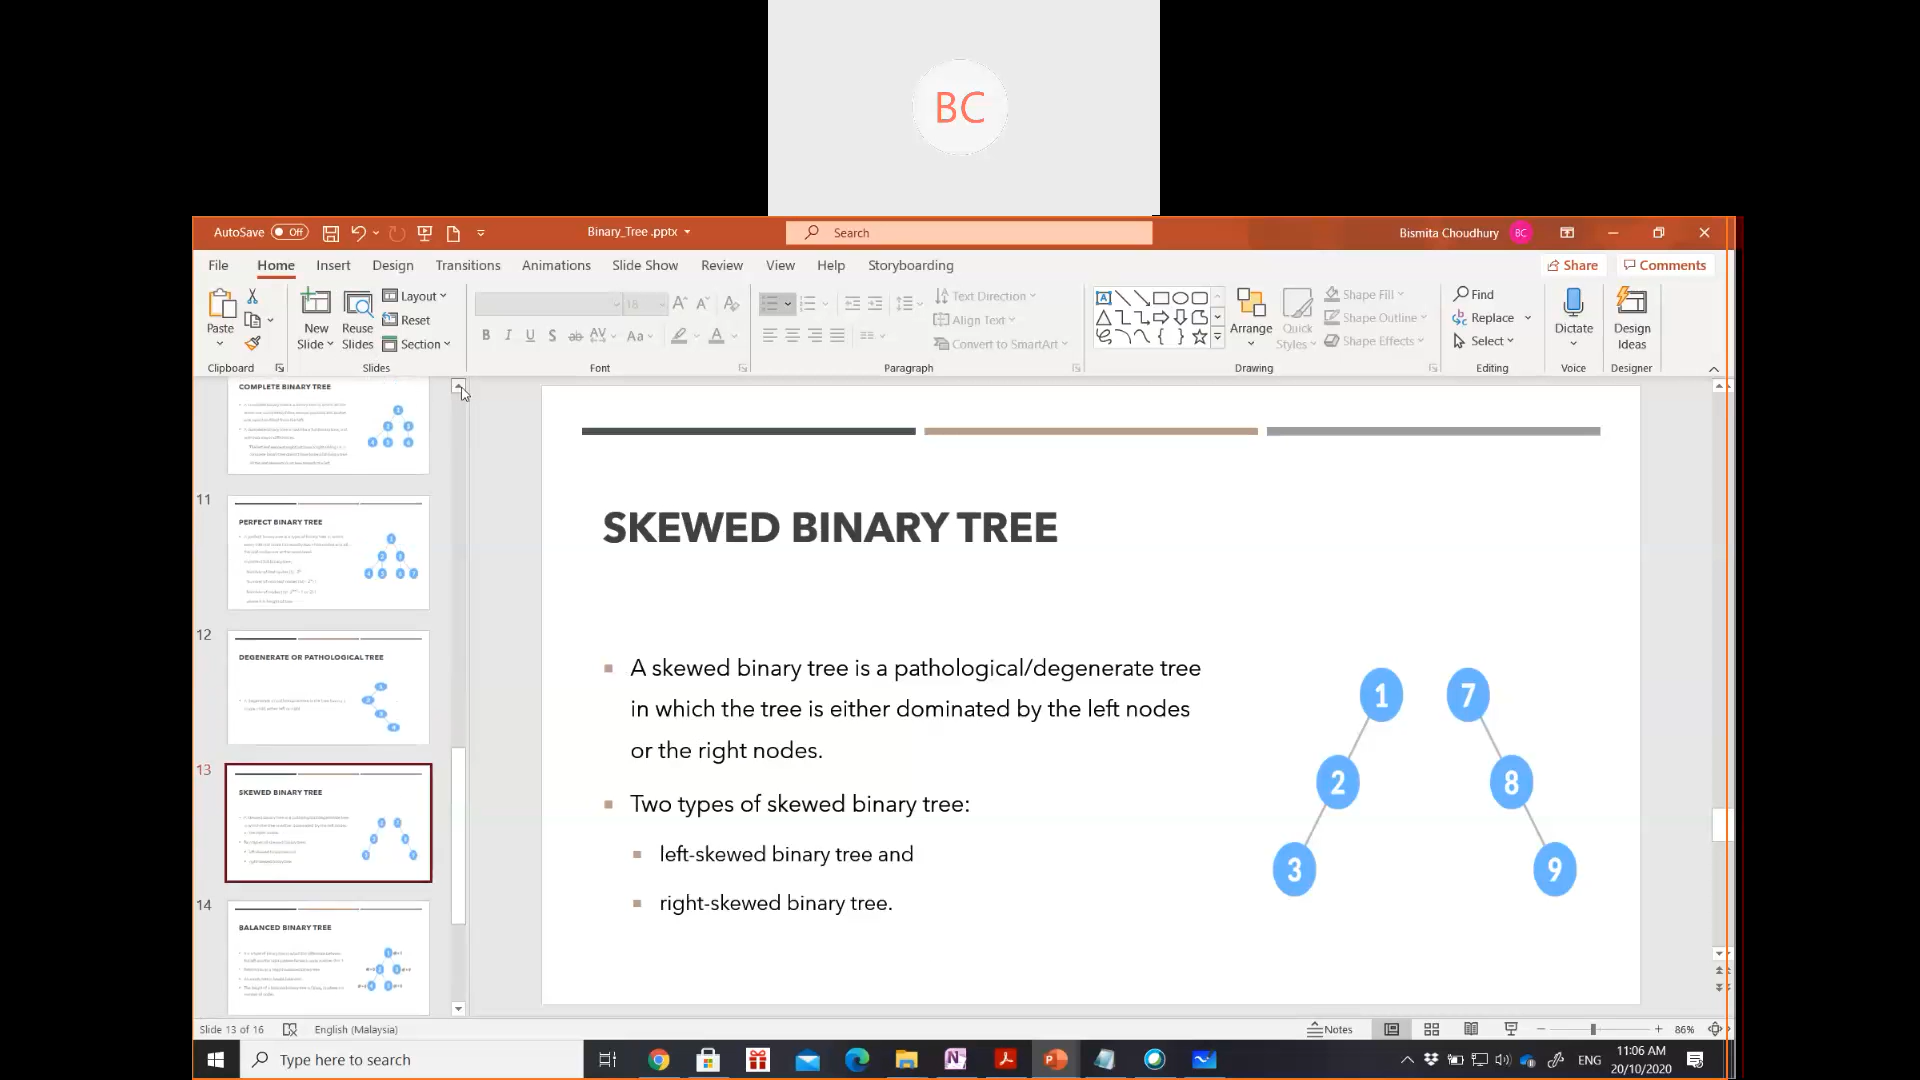 BC
AutoSave Off
Binary_Tree .pptx
Search
Bismita Choudhury BC
File Home Insert Design Transitions Animations Slide Show Review View Help Storyboarding
Share Comments
Paste
New Slide
Reuse Slides
Layout
Reset
Section
18
B I U S ab AV Aa A
Text Direction
Align Text
Convert to SmartArt
Arrange
Quick Styles
Shape Fill
Shape Outline
Shape Effects
Find
Replace
Select
Dictate
Design Ideas
Clipboard Slides Font Paragraph Drawing Editing Voice Designer
COMPLETE BINARY TREE
11
PERFECT BINARY TREE
12
DEGENERATE OR PATHOLOGICAL TREE
13
SKEWED BINARY TREE
14
BALANCED BINARY TREE
SKEWED BINARY TREE
A skewed binary tree is a pathological/degenerate tree
in which the tree is either dominated by the left nodes
or the right nodes.
Two types of skewed binary tree:
left-skewed binary tree and
right-skewed binary tree.
1 7
2 8
3 9
Slide 13 of 16 English (Malaysia) Notes 86%
Type here to search
ENG
11:06 AM
20/10/2020